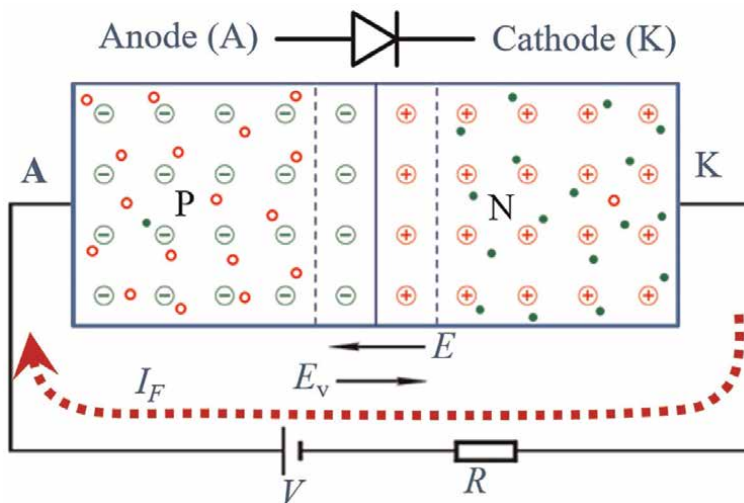 Anode (A) Cathode (K)
A K
P N
E
E_v
I_F
V R